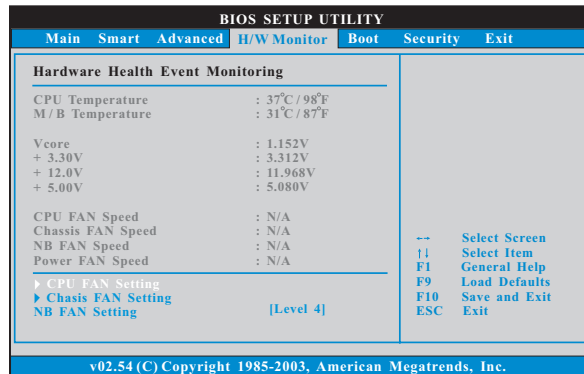 BIOS SETUP UTILITY
Main Smart Advanced H/W Monitor Boot Security Exit
Hardware Health Event Monitoring
CPU Temperature : 37°C / 98°F
M / B Temperature : 31°C / 87°F
Vcore : 1.152V
+ 3.30V : 3.312V
+ 12.0V : 11.968V
+ 5.00V : 5.080V
CPU FAN Speed : N/A
Chassis FAN Speed : N/A
NB FAN Speed : N/A
Power FAN Speed : N/A
CPU FAN Setting
Chasis FAN Setting
NB FAN Setting [Level 4]
←→ Select Screen
↑↓ Select Item
F1 General Help
F9 Load Defaults
F10 Save and Exit
ESC Exit
v02.54 (C) Copyright 1985-2003, American Megatrends, Inc.